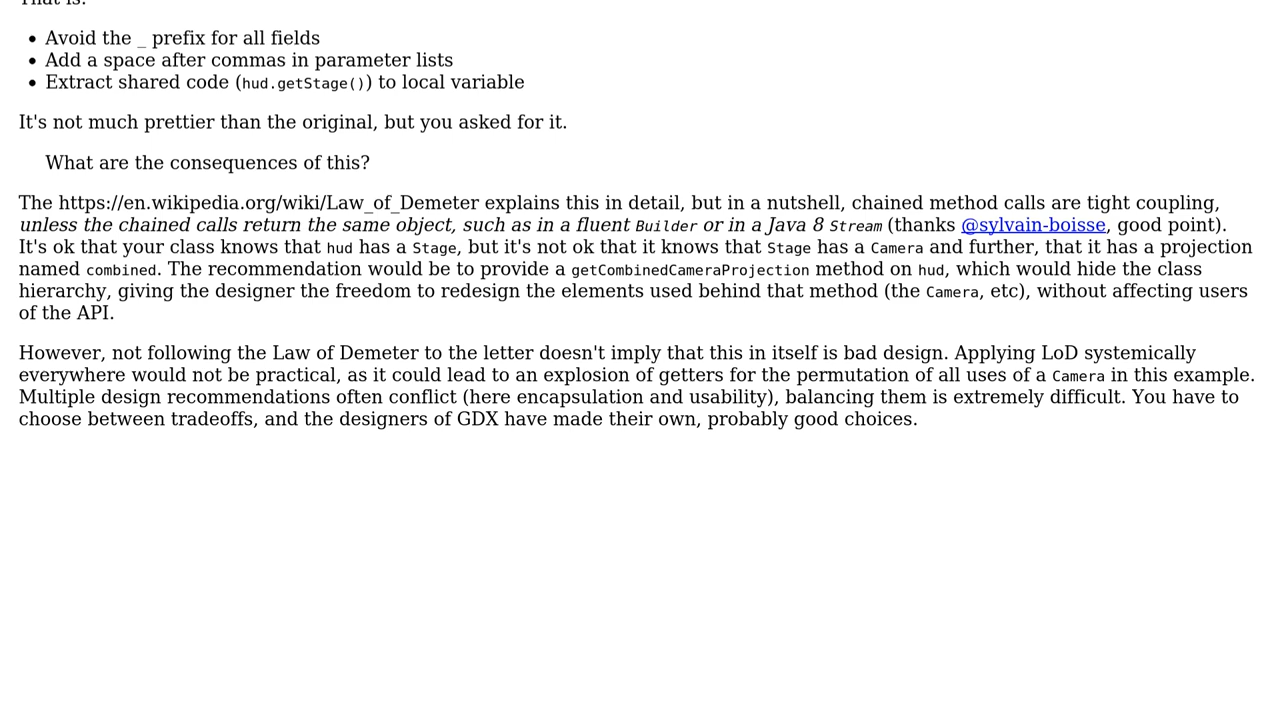 That is:
Avoid the _ prefix for all fields
Add a space after commas in parameter lists
Extract shared code (hud.getStage()) to local variable
It's not much prettier than the original, but you asked for it.
What are the consequences of this?
The https://en.wikipedia.org/wiki/Law_of_Demeter explains this in detail, but in a nutshell, chained method calls are tight coupling,
unless the chained calls return the same object, such as in a fluent Builder or in a Java 8 Stream (thanks @sylvain-boisse, good point).
It's ok that your class knows that hud has a Stage, but it's not ok that it knows that Stage has a Camera and further, that it has a projection
named combined. The recommendation would be to provide a getCombinedCameraProjection method on hud, which would hide the class
hierarchy, giving the designer the freedom to redesign the elements used behind that method (the Camera, etc), without affecting users
of the API.
However, not following the Law of Demeter to the letter doesn't imply that this in itself is bad design. Applying LoD systemically
everywhere would not be practical, as it could lead to an explosion of getters for the permutation of all uses of a Camera in this example.
Multiple design recommendations often conflict (here encapsulation and usability), balancing them is extremely difficult. You have to
choose between tradeoffs, and the designers of GDX have made their own, probably good choices.